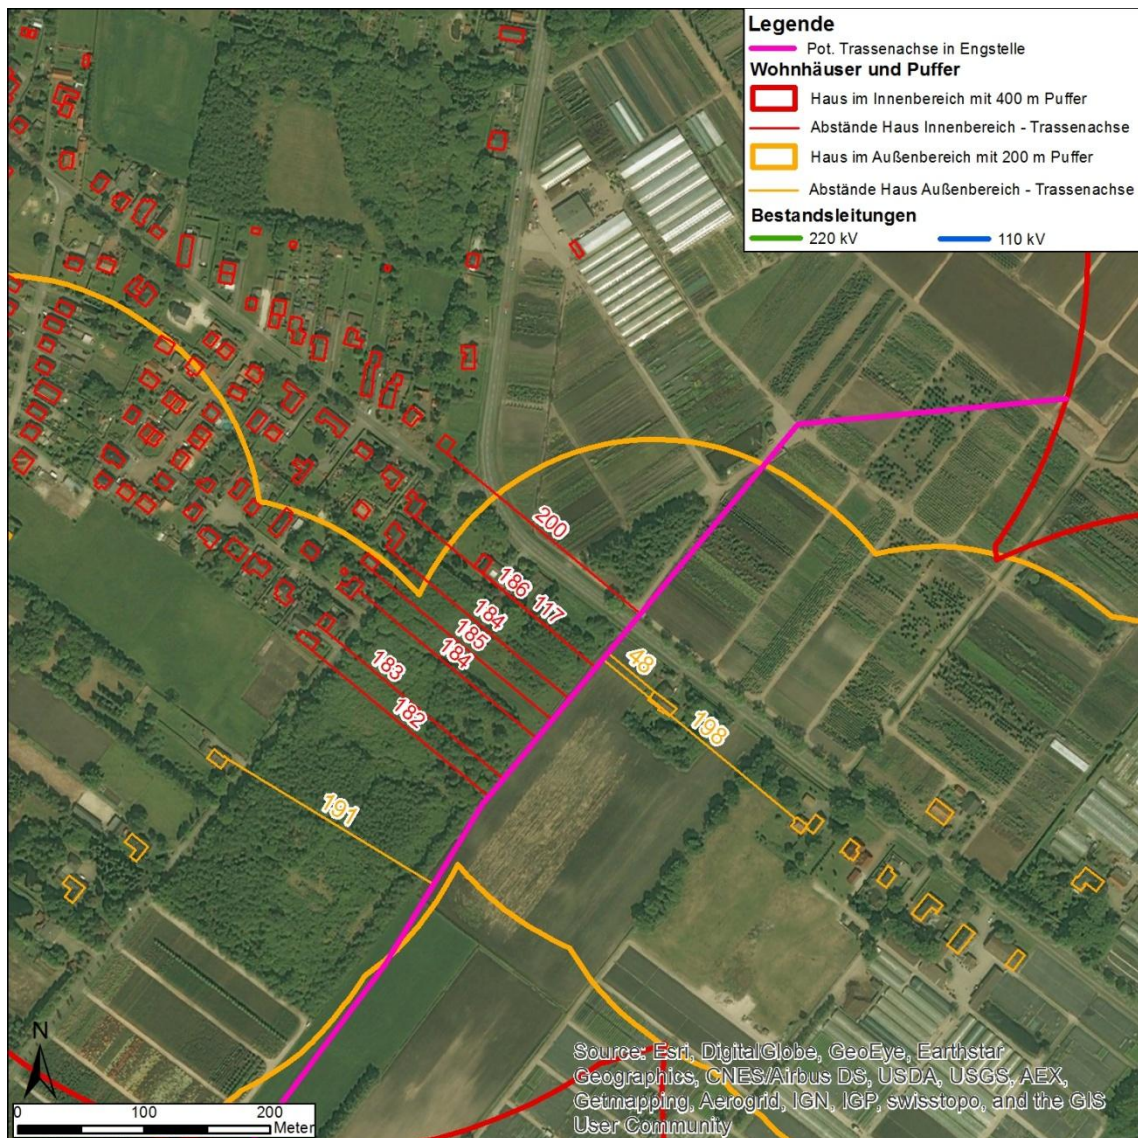 Legende
Pot. Trassenachse in Engstelle
Wohnhäuser und Puffer
Haus im Innenbereich mit 400 m Puffer
Abstände Haus Innenbereich - Trassenachse
Haus im Außenbereich mit 200 m Puffer
Abstände Haus Außenbereich - Trassenachse
Bestandsleitungen
220 kV 110 kV
200
186 117
184
185
184
183
182
48
198
191
N
0 100 200
Meter
Source: Esri, DigitalGlobe, GeoEye, Earthstar
Geographics, CNES/Airbus DS, USDA, USGS, AEX,
Getmapping, Aerogrid, IGN, IGP, swisstopo, and the GIS
User Community